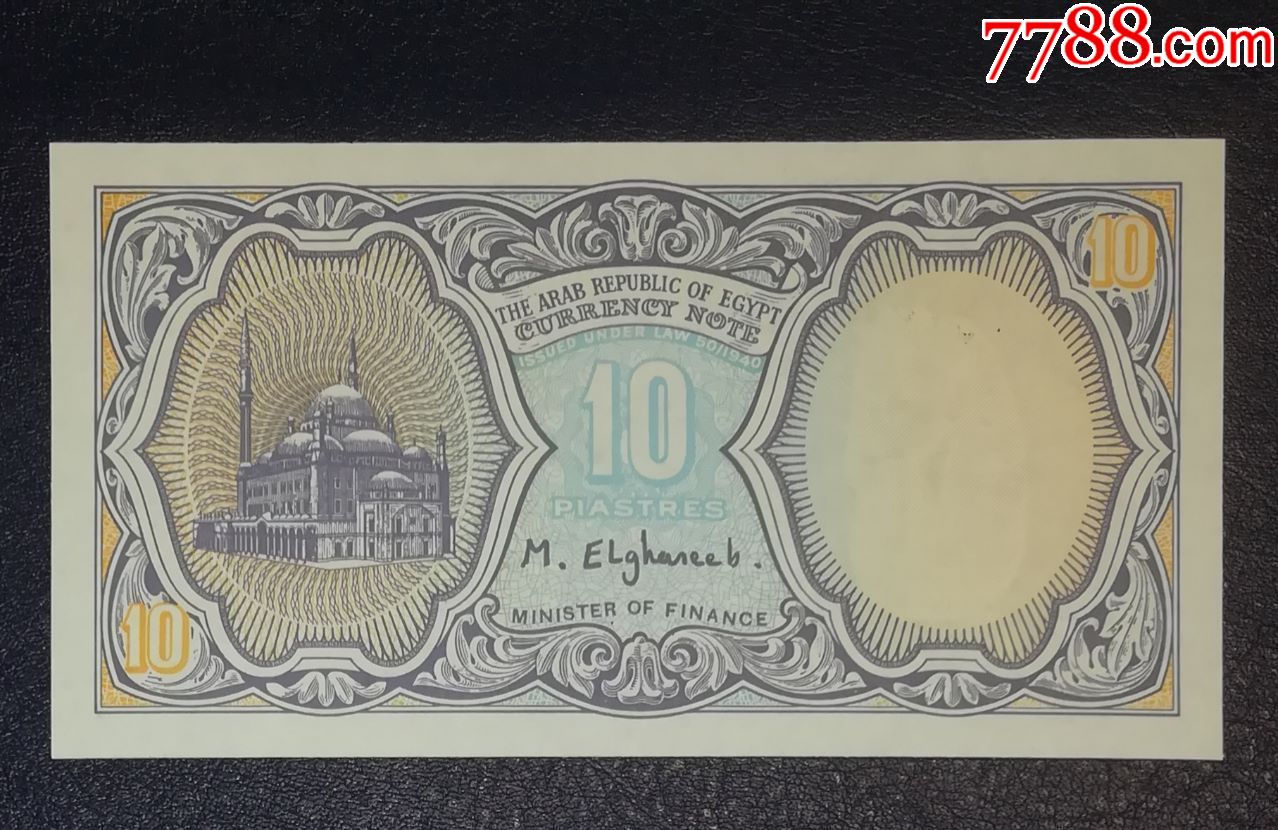 7788.com
10
THE ARAB REPUBLIC OF EGYPT
CURRENCY NOTE
ISSUED UNDER LAW 50/1940
10
PIASTRES
M. ELghaneeb.
MINISTER OF FINANCE
10